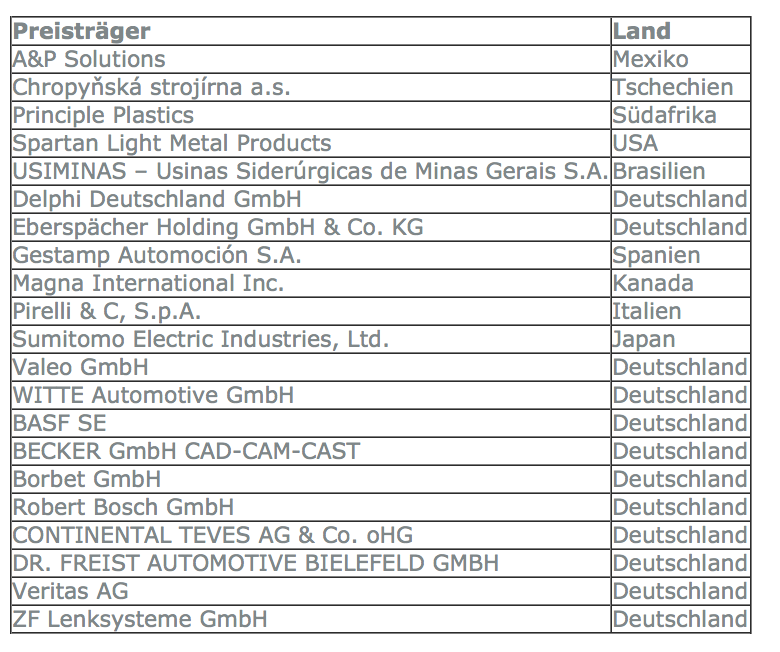 Preisträger Land
A&P Solutions Mexiko
Chropyňská strojírna a.s. Tschechien
Principle Plastics Südafrika
Spartan Light Metal Products USA
USIMINAS – Usinas Siderúrgicas de Minas Gerais S.A. Brasilien
Delphi Deutschland GmbH Deutschland
Eberspächer Holding GmbH & Co. KG Deutschland
Gestamp Automoción S.A. Spanien
Magna International Inc. Kanada
Pirelli & C, S.p.A. Italien
Sumitomo Electric Industries, Ltd. Japan
Valeo GmbH Deutschland
WITTE Automotive GmbH Deutschland
BASF SE Deutschland
BECKER GmbH CAD-CAM-CAST Deutschland
Borbet GmbH Deutschland
Robert Bosch GmbH Deutschland
CONTINENTAL TEVES AG & Co. oHG Deutschland
DR. FREIST AUTOMOTIVE BIELEFELD GMBH Deutschland
Veritas AG Deutschland
ZF Lenksysteme GmbH Deutschland